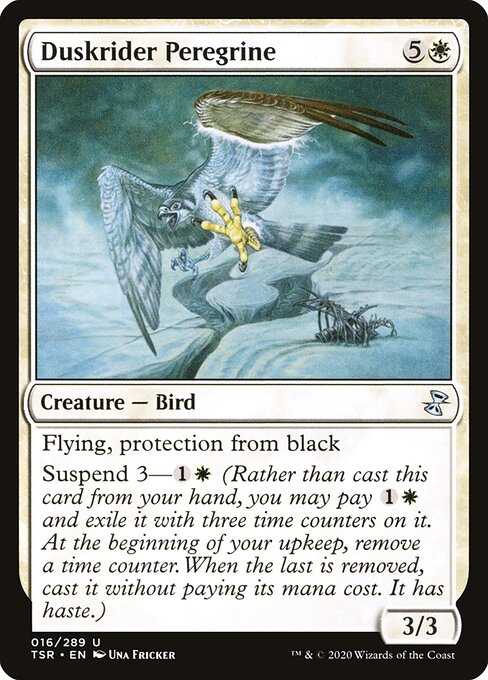 Duskrider Peregrine 5
Creature — Bird
Flying, protection from black
Suspend 3—1 (Rather than cast this
card from your hand, you may pay 1
and exile it with three time counters on it.
At the beginning of your upkeep, remove
a time counter. When the last is removed,
cast it without paying its mana cost. It has
haste.)
3/3
016/289 U
TSR • EN Una Fricker
™ & © 2020 Wizards of the Coast